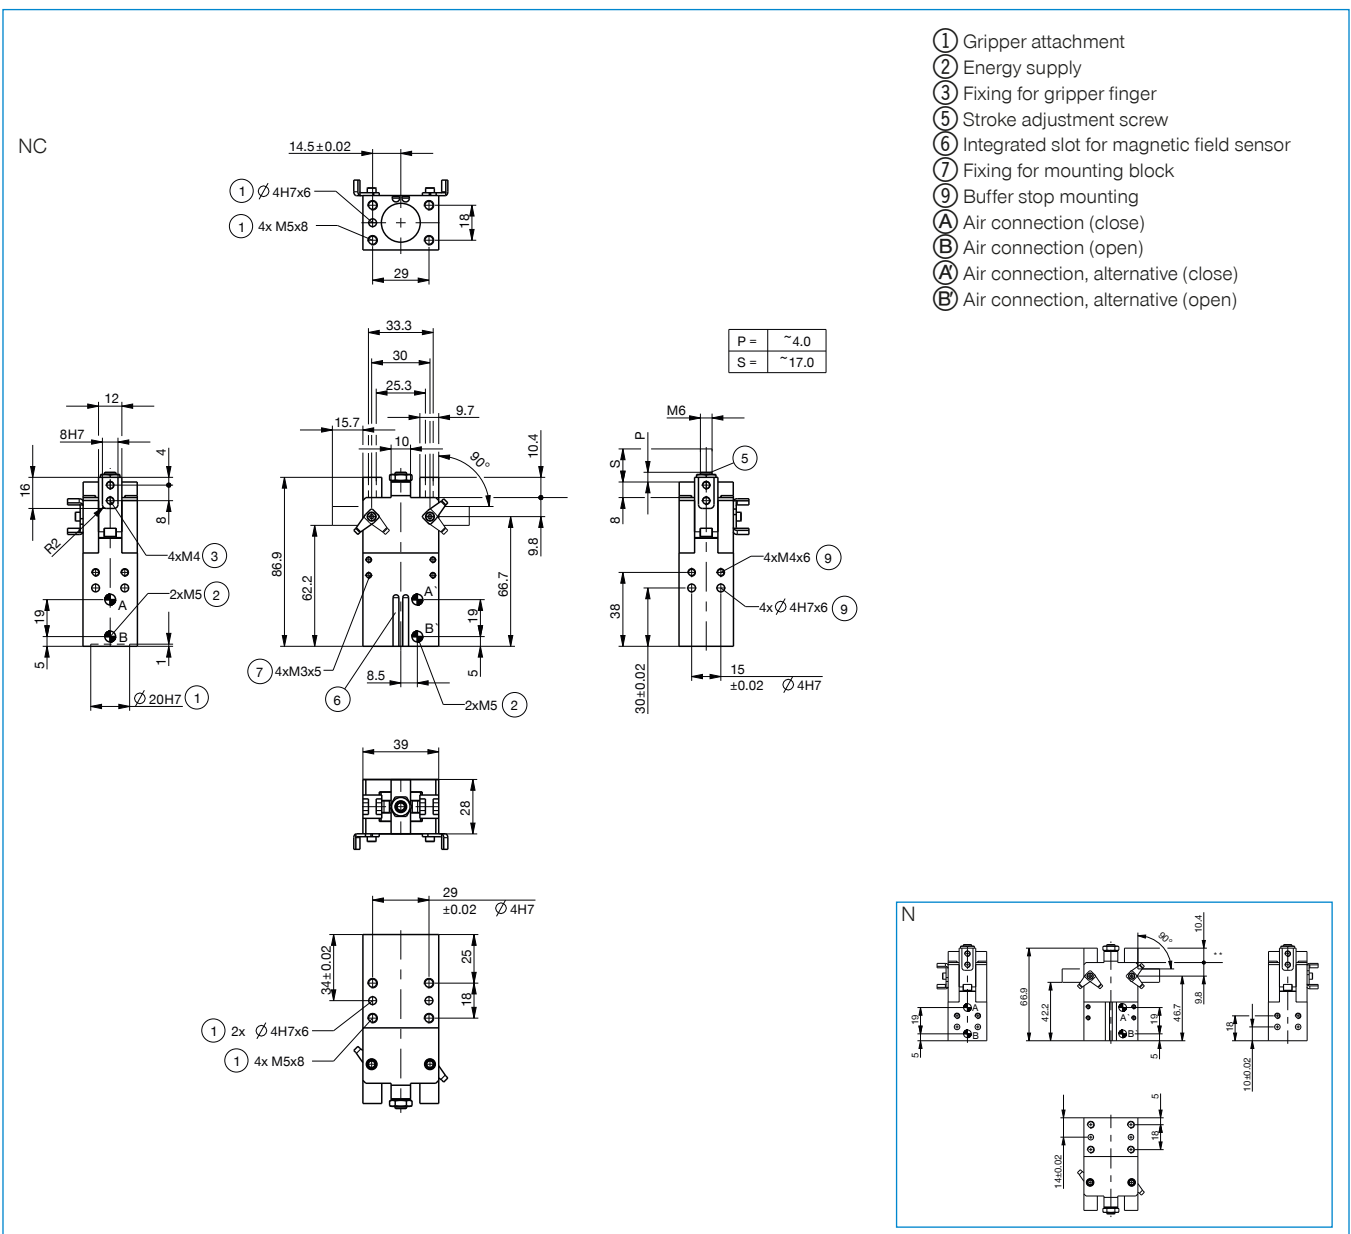 ① Gripper attachment
② Energy supply
③ Fixing for gripper finger
⑤ Stroke adjustment screw
⑥ Integrated slot for magnetic field sensor
⑦ Fixing for mounting block
⑨ Buffer stop mounting
Ⓐ Air connection (close)
Ⓑ Air connection (open)
A' Air connection, alternative (close)
B' Air connection, alternative (open)
NC
14.5±0.02
1 Ø 4H7x6
1 4x M5x8
18
29
P = ~4.0
S = ~17.0
12
8H7
4
16
8
R2
4xM4 3
2xM5 2
A
B
19
5
1
Ø 20H7 1
33.3
30
25.3
15.7
9.7
10
90°
10.4
9.8
86.9
62.2
66.7
A`
B`
19
5
7 4xM3x5
8.5
6
2xM5 2
M6
P
S
5
8
4xM4x6 9
4xØ 4H7x6 9
38
30±0.02
15
±0.02 Ø 4H7
39
28
29
±0.02 Ø 4H7
34±0.02
25
18
1 2x Ø 4H7x6
1 4x M5x8
N
19
5
A
B
66.9
42.2
90°
10.4
**
9.8
46.7
A`
B`
19
5
18
10±0.02
5
18
14±0.02